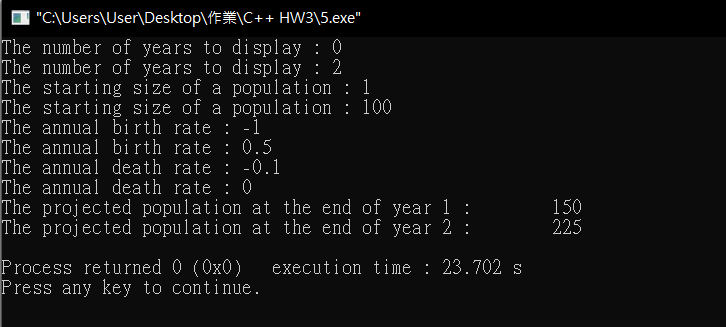 "C:\Users\User\Desktop\作業\C++ HW3\5.exe"
The number of years to display : 0
The number of years to display : 2
The starting size of a population : 1
The starting size of a population : 100
The annual birth rate : -1
The annual birth rate : 0.5
The annual death rate : -0.1
The annual death rate : 0
The projected population at the end of year 1 :        150
The projected population at the end of year 2 :        225
Process returned 0 (0x0)   execution time : 23.702 s
Press any key to continue.